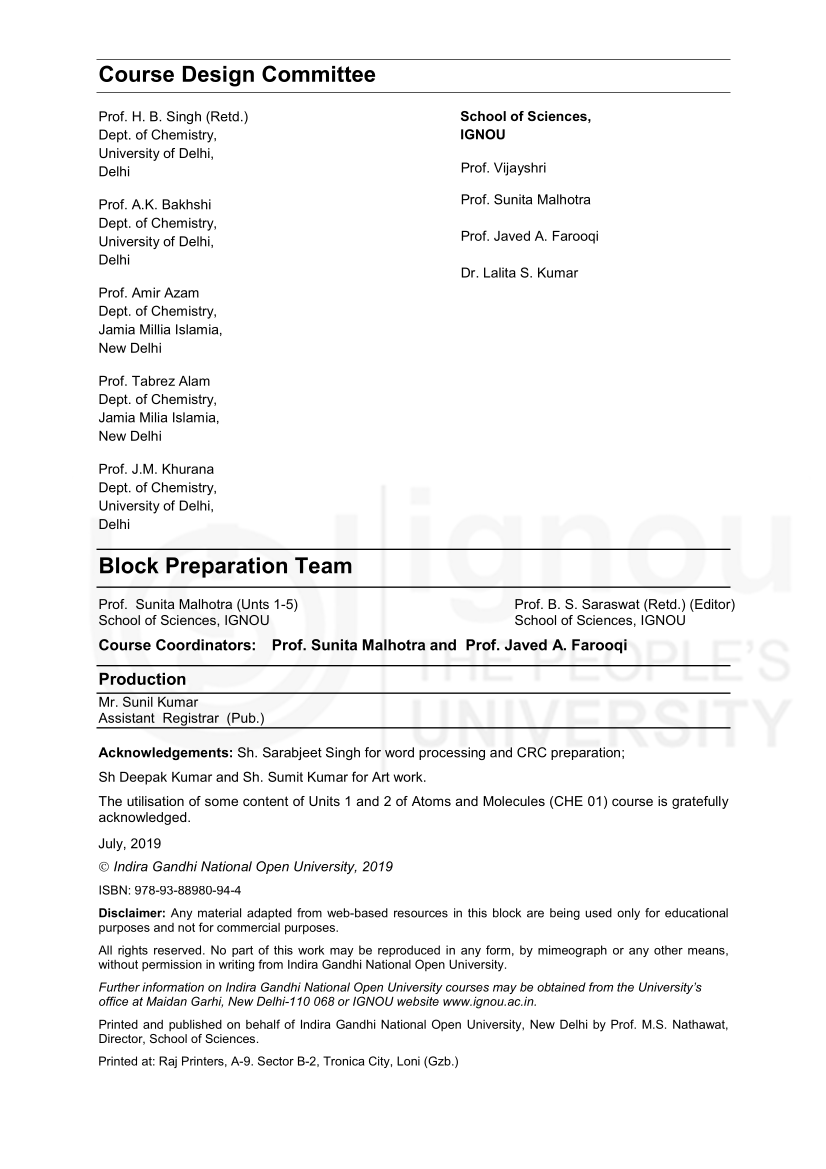 Course Design Committee
Prof. H. B. Singh (Retd.)
Dept. of Chemistry,
University of Delhi,
Delhi
Prof. A.K. Bakhshi
Dept. of Chemistry,
University of Delhi,
Delhi
Prof. Amir Azam
Dept. of Chemistry,
Jamia Millia Islamia,
New Delhi
Prof. Tabrez Alam
Dept. of Chemistry,
Jamia Milia Islamia,
New Delhi
Prof. J.M. Khurana
Dept. of Chemistry,
University of Delhi,
Delhi
School of Sciences,
IGNOU
Prof. Vijayshri
Prof. Sunita Malhotra
Prof. Javed A. Farooqi
Dr. Lalita S. Kumar
ignou
THE PEOPLE'S
UNIVERSITY
Block Preparation Team
Prof. Sunita Malhotra (Unts 1-5)
School of Sciences, IGNOU
Prof. B. S. Saraswat (Retd.) (Editor)
School of Sciences, IGNOU
Course Coordinators: Prof. Sunita Malhotra and Prof. Javed A. Farooqi
Production
Mr. Sunil Kumar
Assistant Registrar (Pub.)
Acknowledgements: Sh. Sarabjeet Singh for word processing and CRC preparation;
Sh Deepak Kumar and Sh. Sumit Kumar for Art work.
The utilisation of some content of Units 1 and 2 of Atoms and Molecules (CHE 01) course is gratefully
acknowledged.
July, 2019
© Indira Gandhi National Open University, 2019
ISBN: 978-93-88980-94-4
Disclaimer: Any material adapted from web-based resources in this block are being used only for educational
purposes and not for commercial purposes.
All rights reserved. No part of this work may be reproduced in any form, by mimeograph or any other means,
without permission in writing from Indira Gandhi National Open University.
Further information on Indira Gandhi National Open University courses may be obtained from the University's
office at Maidan Garhi, New Delhi-110 068 or IGNOU website www.ignou.ac.in.
Printed and published on behalf of Indira Gandhi National Open University, New Delhi by Prof. M.S. Nathawat,
Director, School of Sciences.
Printed at: Raj Printers, A-9. Sector B-2, Tronica City, Loni (Gzb.)